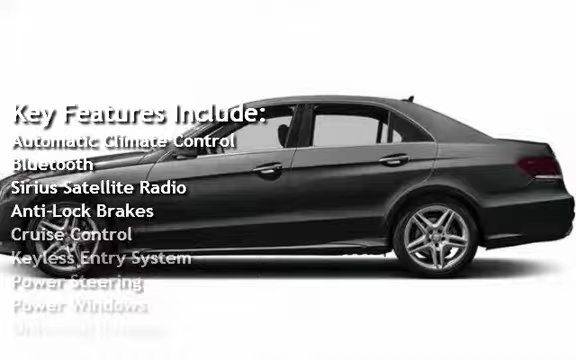 Key Features Include:
Automatic Climate Control
Bluetooth
Sirius Satellite Radio
Anti-Lock Brakes
Cruise Control
Keyless Entry System
Power Steering
Power Windows